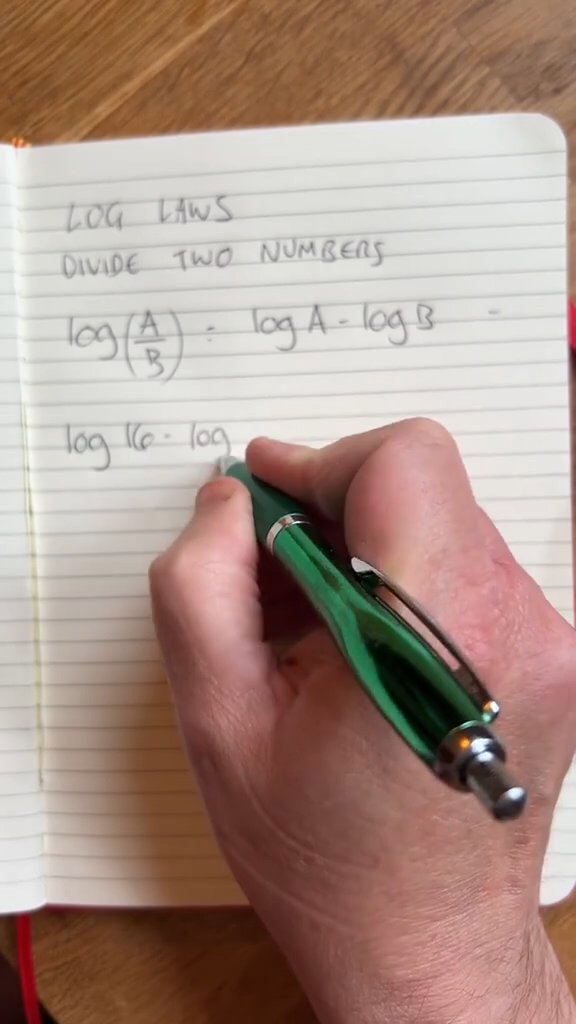 LOG LAWS
DIVIDE TWO NUMBERS
log(A/B) = log A - log B -
log 16 - log